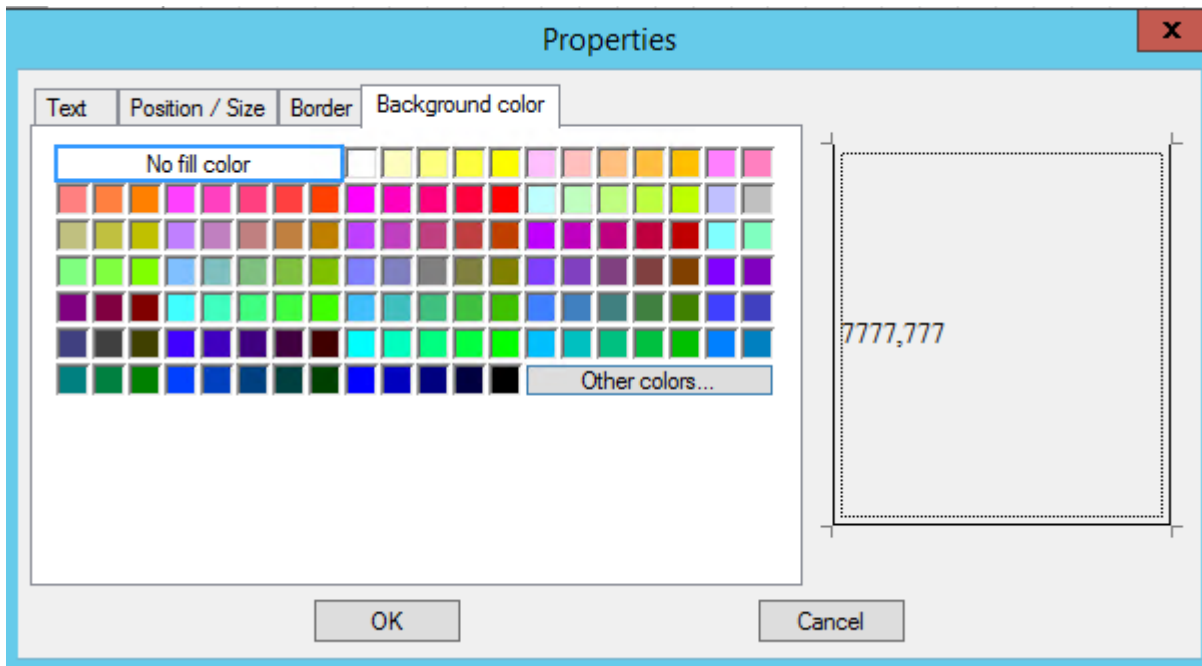 Properties
x
Text
Position / Size
Border
Background color
No fill color
7777,777
Other colors...
OK
Cancel